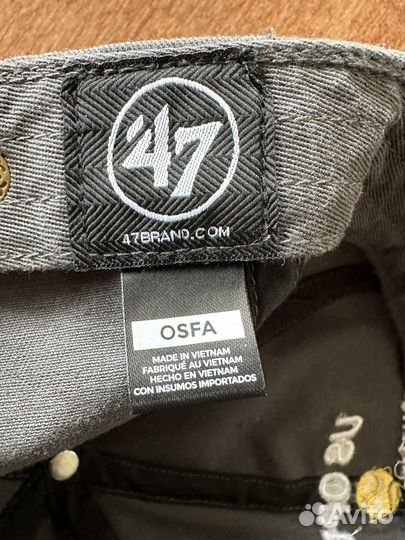 '47
47BRAND.COM
OSFA
MADE IN VIETNAM
FABRIQUÉ AU VIETNAM
HECHO EN VIETNAM
CON INSUMOS IMPORTADOS
Avito